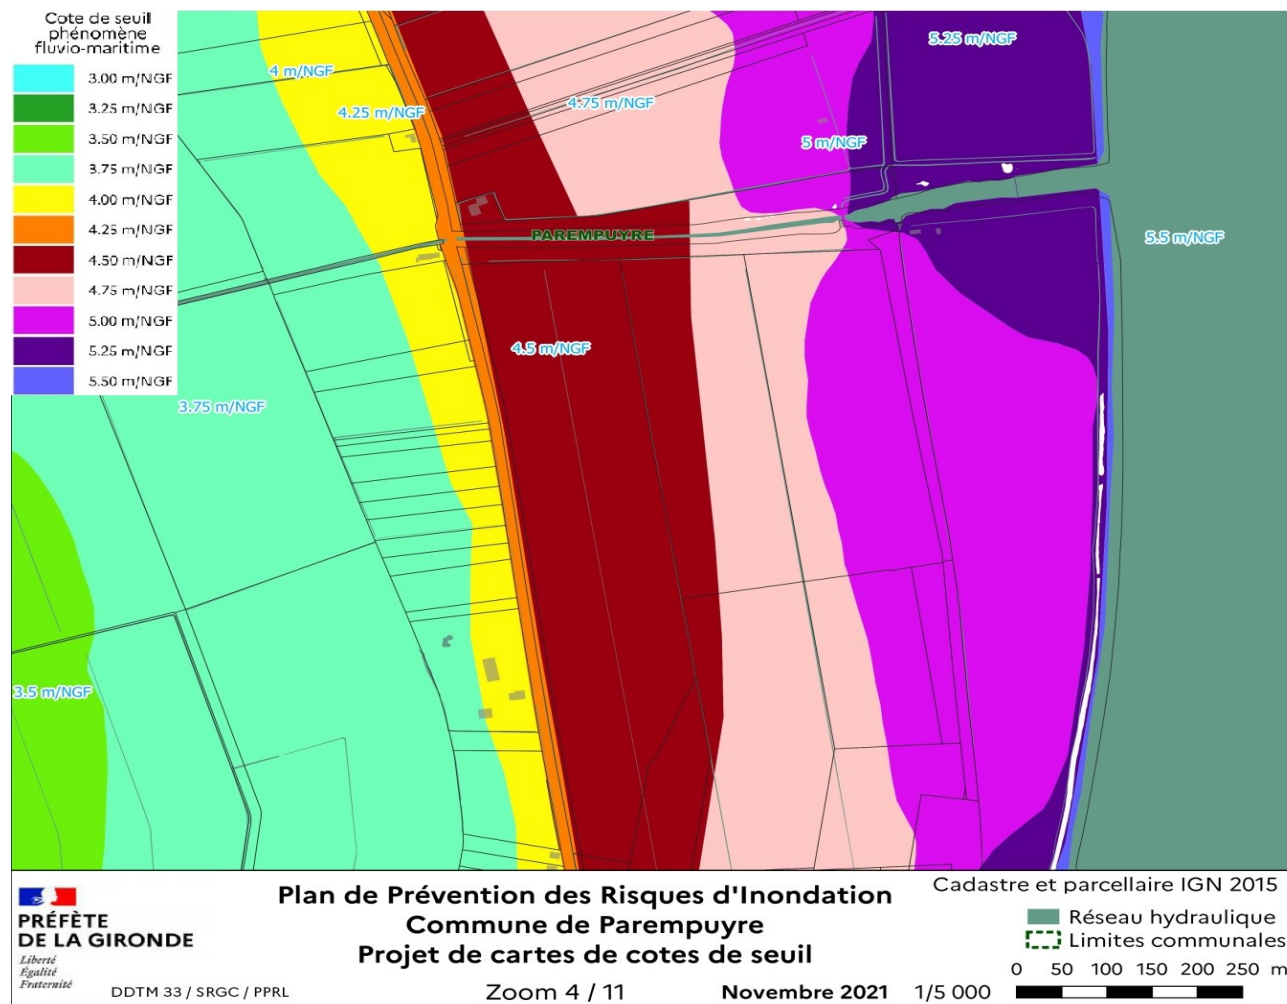 Cote de seuil
phénomène
fluvio-maritime
3.00 m/NGF
3.25 m/NGF
3.50 m/NGF
3.75 m/NGF
4.00 m/NGF
4.25 m/NGF
4.50 m/NGF
4.75 m/NGF
5.00 m/NGF
5.25 m/NGF
5.50 m/NGF
4 m/NGF
4.25 m/NGF
4.75 m/NGF
5.25 m/NGF
5 m/NGF
PAREMPUYRE
5.5 m/NGF
4.5 m/NGF
3.75 m/NGF
3.5 m/NGF
PRÉFÈTE
DE LA GIRONDE
Liberté
Égalité
Fraternité
DDTM 33 / SRGC / PPRL
Plan de Prévention des Risques d'Inondation
Commune de Parempuyre
Projet de cartes de cotes de seuil
Zoom 4 / 11
Novembre 2021
1/5 000
Cadastre et parcellaire IGN 2015
Réseau hydraulique
Limites communales
0 50 100 150 200 250 m